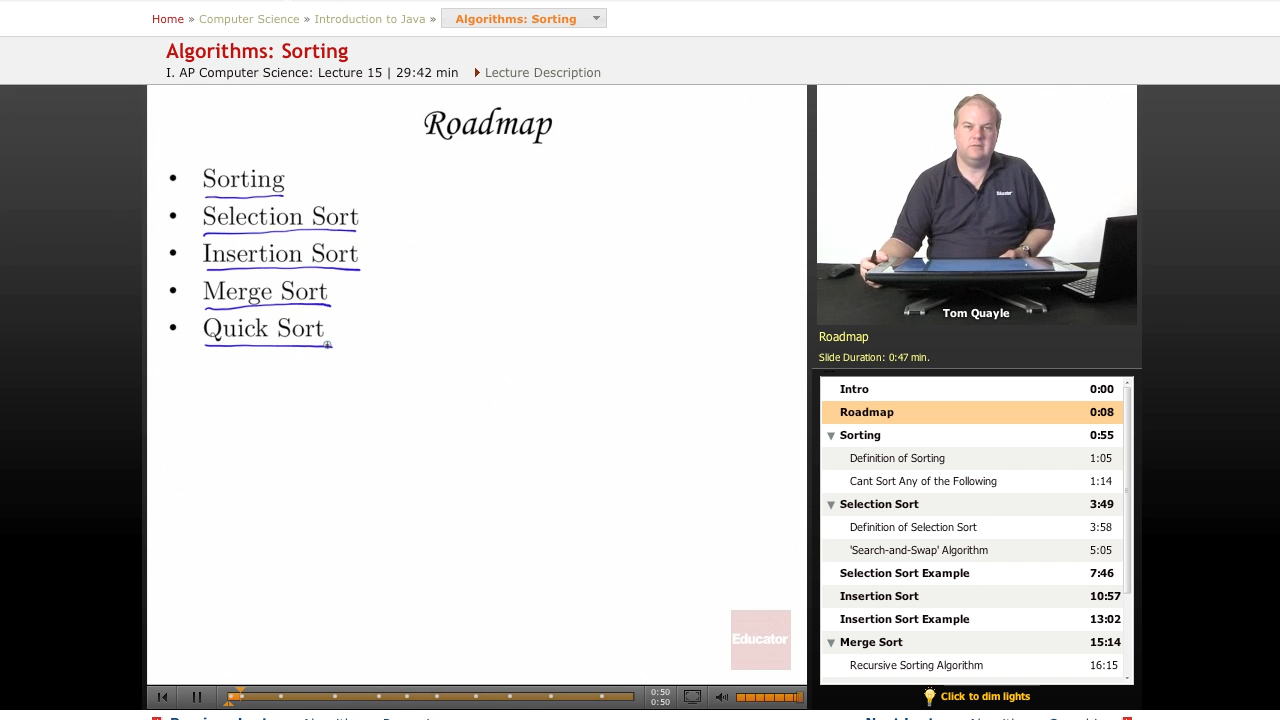 Home » Computer Science » Introduction to Java » Algorithms: Sorting
Algorithms: Sorting
I. AP Computer Science: Lecture 15 | 29:42 min Lecture Description
Roadmap
• Sorting
• Selection Sort
• Insertion Sort
• Merge Sort
• Quick Sort
Educator
Educator
Tom Quayle
Roadmap
Slide Duration: 0:47 min.
Intro 0:00
Roadmap 0:08
Sorting 0:55
Definition of Sorting 1:05
Cant Sort Any of the Following 1:14
Selection Sort 3:49
Definition of Selection Sort 3:58
'Search-and-Swap' Algorithm 5:05
Selection Sort Example 7:46
Insertion Sort 10:57
Insertion Sort Example 13:02
Merge Sort 15:14
Recursive Sorting Algorithm 16:15
0:50
0:50
Click to dim lights